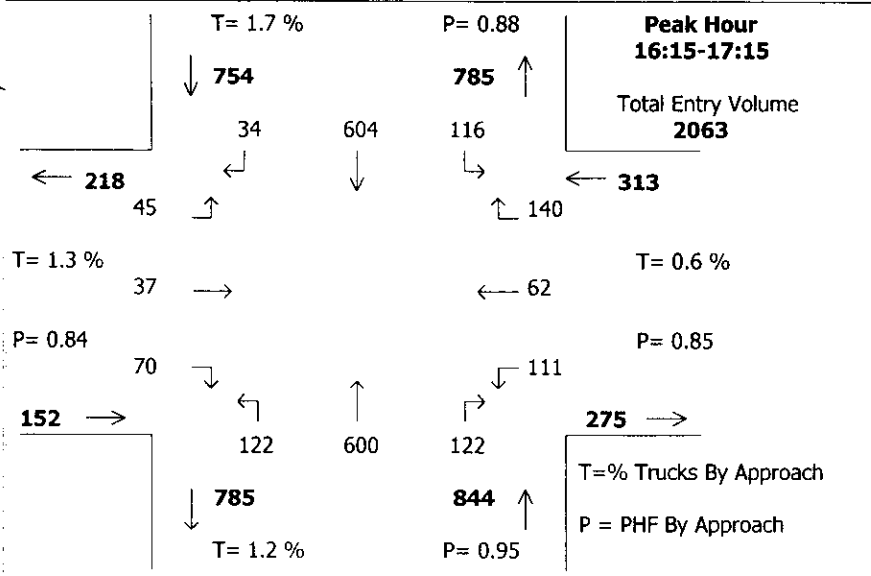 T= 1.7 % P= 0.88 Peak Hour
16:15-17:15
754 785
Total Entry Volume
2063
34 604 116
218 313
45 140
T= 1.3 % T= 0.6 %
37 62
P= 0.84 P= 0.85
70 111
152 275
122 600 122
T=% Trucks By Approach
785 844
P = PHF By Approach
T= 1.2 % P= 0.95